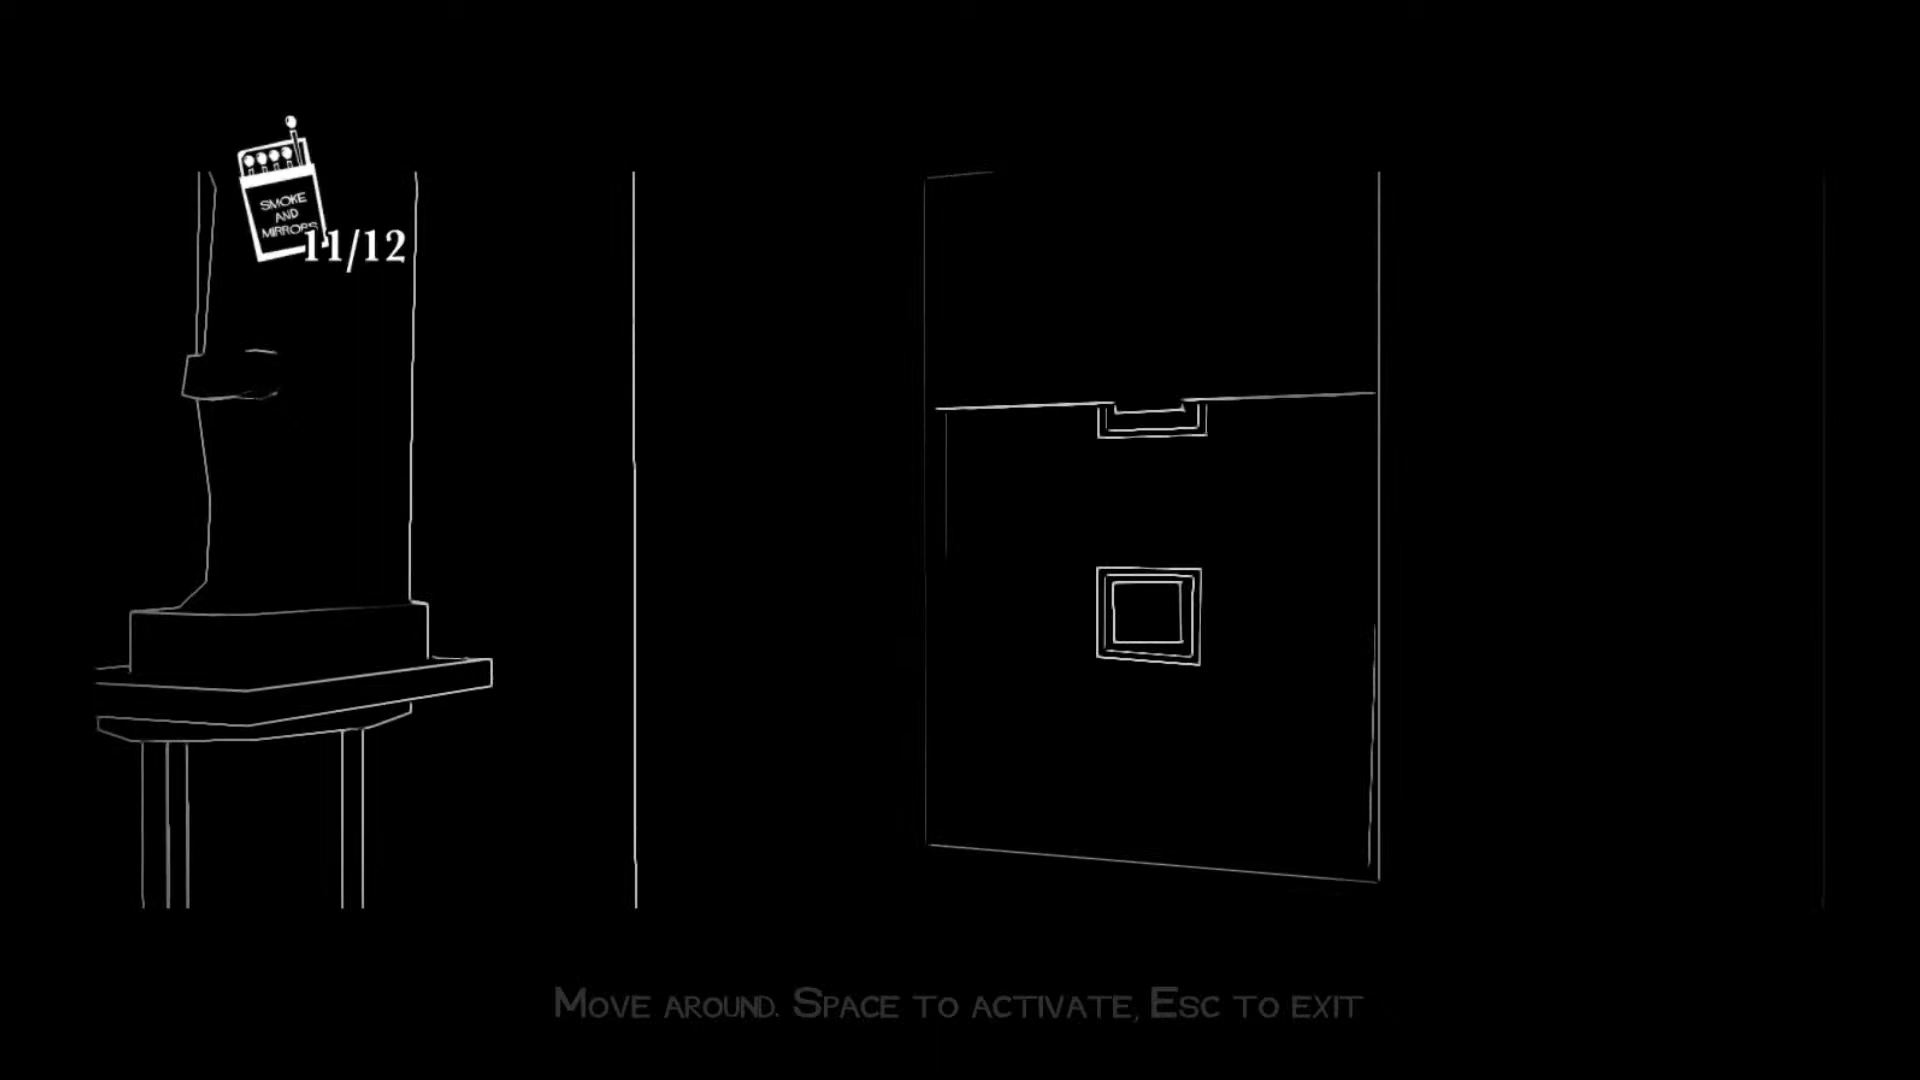 SMOKE
AND
MIRRORS
11/12
MOVE AROUND. SPACE TO ACTIVATE, ESC TO EXIT